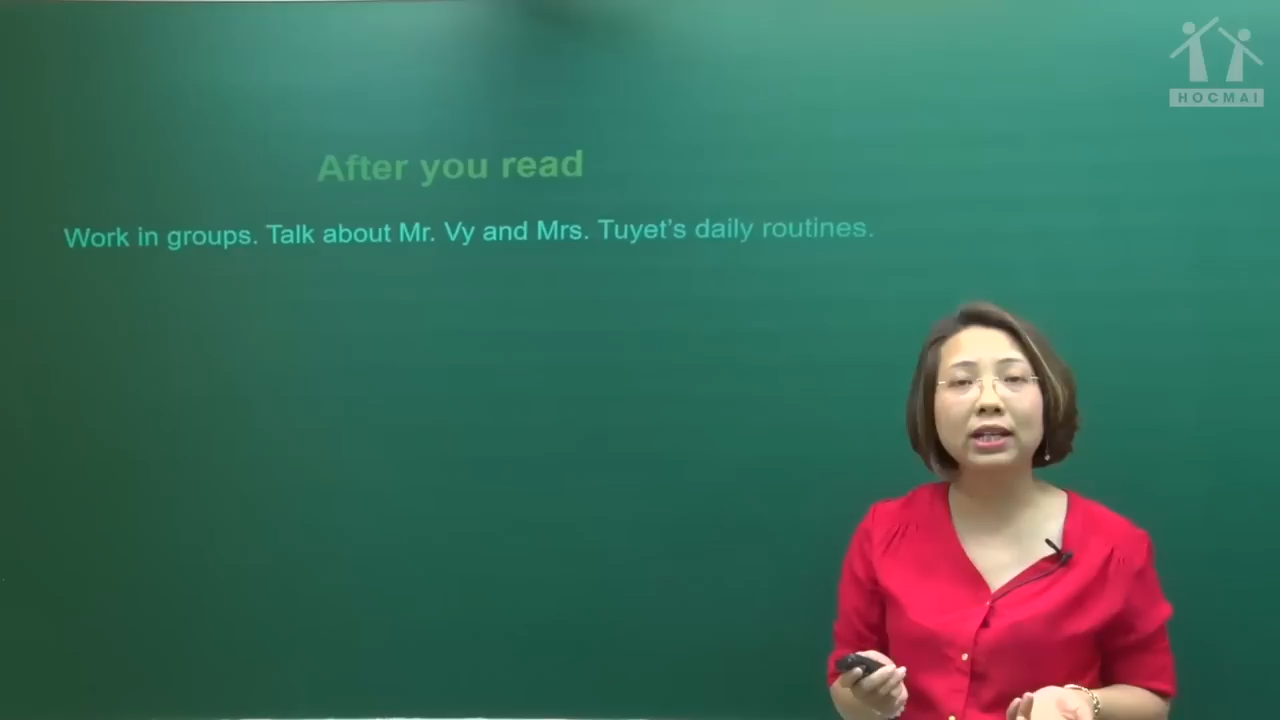 HOCMAI
After you read
Work in groups. Talk about Mr. Vy and Mrs. Tuyet's daily routines.